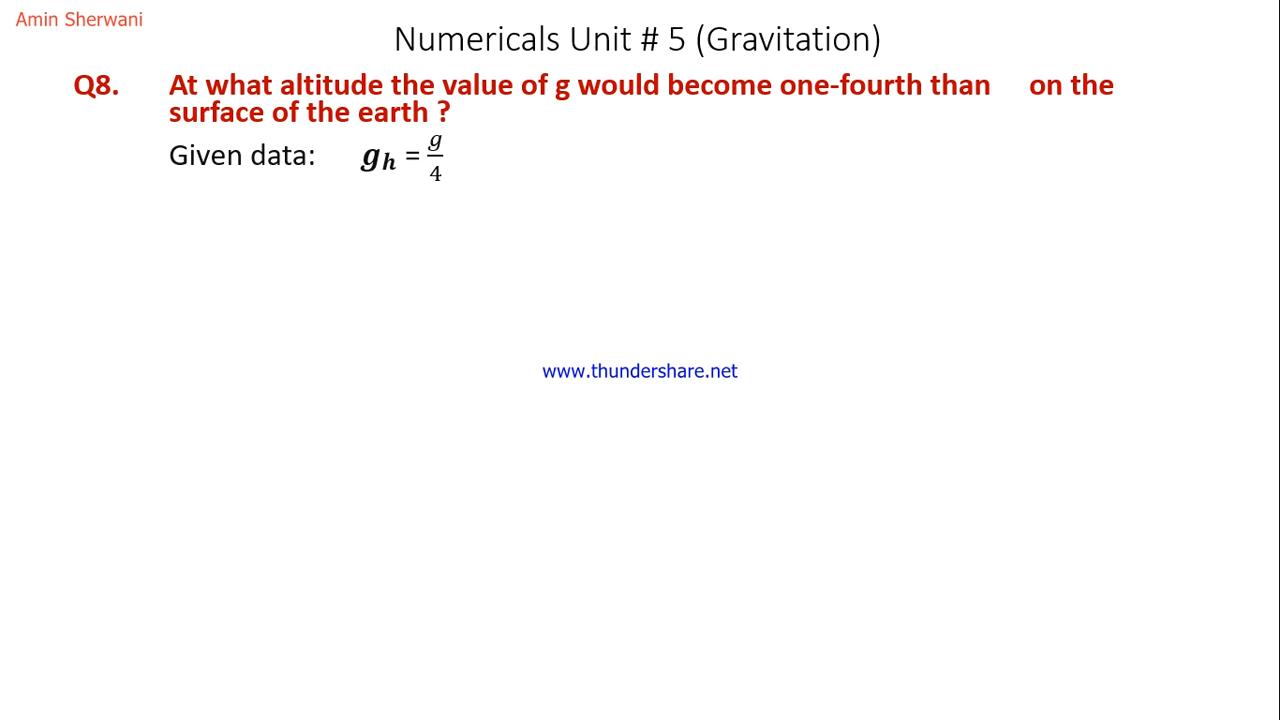 Amin Sherwani
Numericals Unit # 5 (Gravitation)
Q8. At what altitude the value of g would become one-fourth than on the
surface of the earth ?
Given data: gₕ = g/4
www.thundershare.net